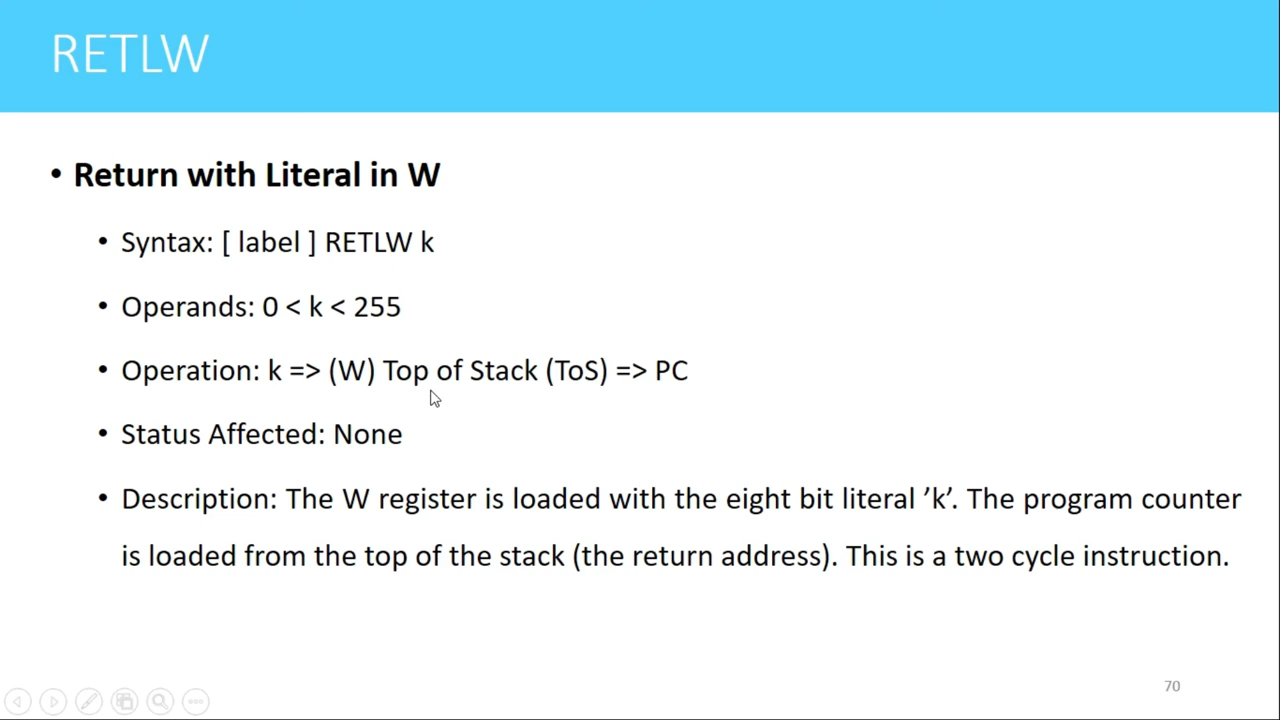 RETLW
• Return with Literal in W
• Syntax: [ label ] RETLW k
• Operands: 0 < k < 255
• Operation: k => (W) Top of Stack (ToS) => PC
• Status Affected: None
• Description: The W register is loaded with the eight bit literal ’k’. The program counter
is loaded from the top of the stack (the return address). This is a two cycle instruction.
70